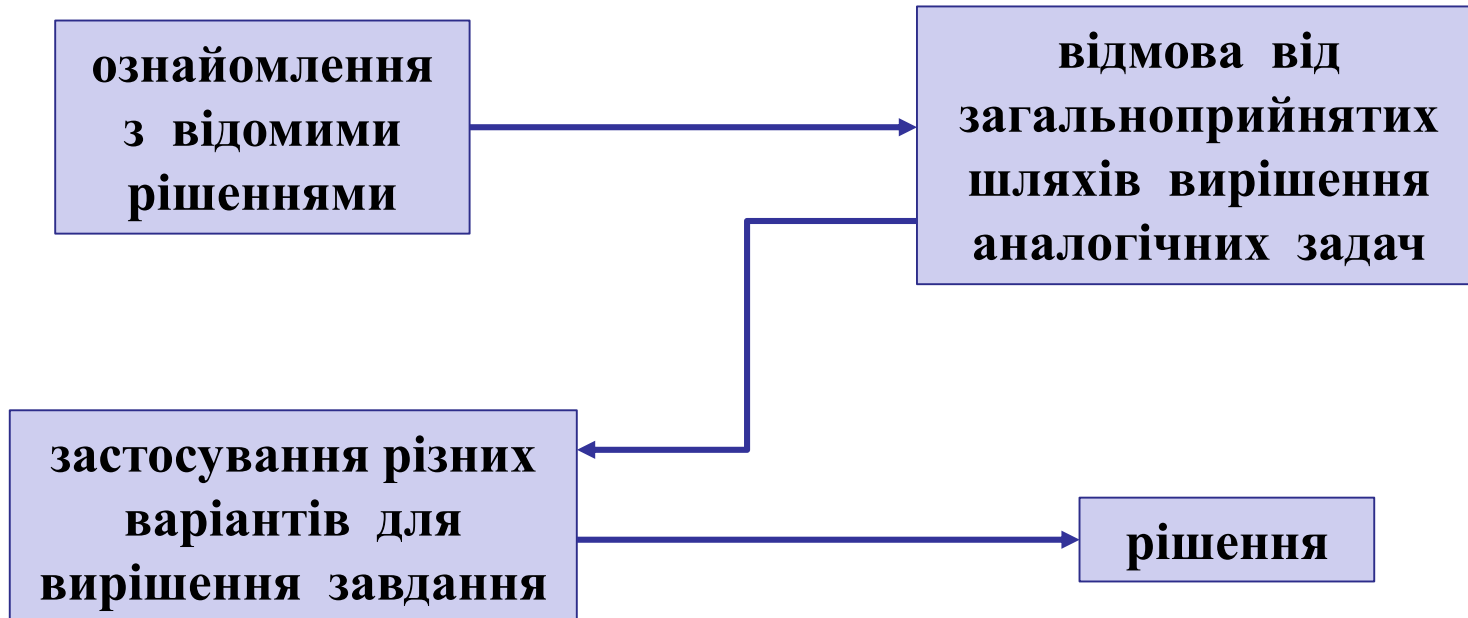 ознайомлення
з відомими
рішеннями
відмова від
загальноприйнятих
шляхів вирішення
аналогічних задач
застосування різних
варіантів для
вирішення завдання
рішення